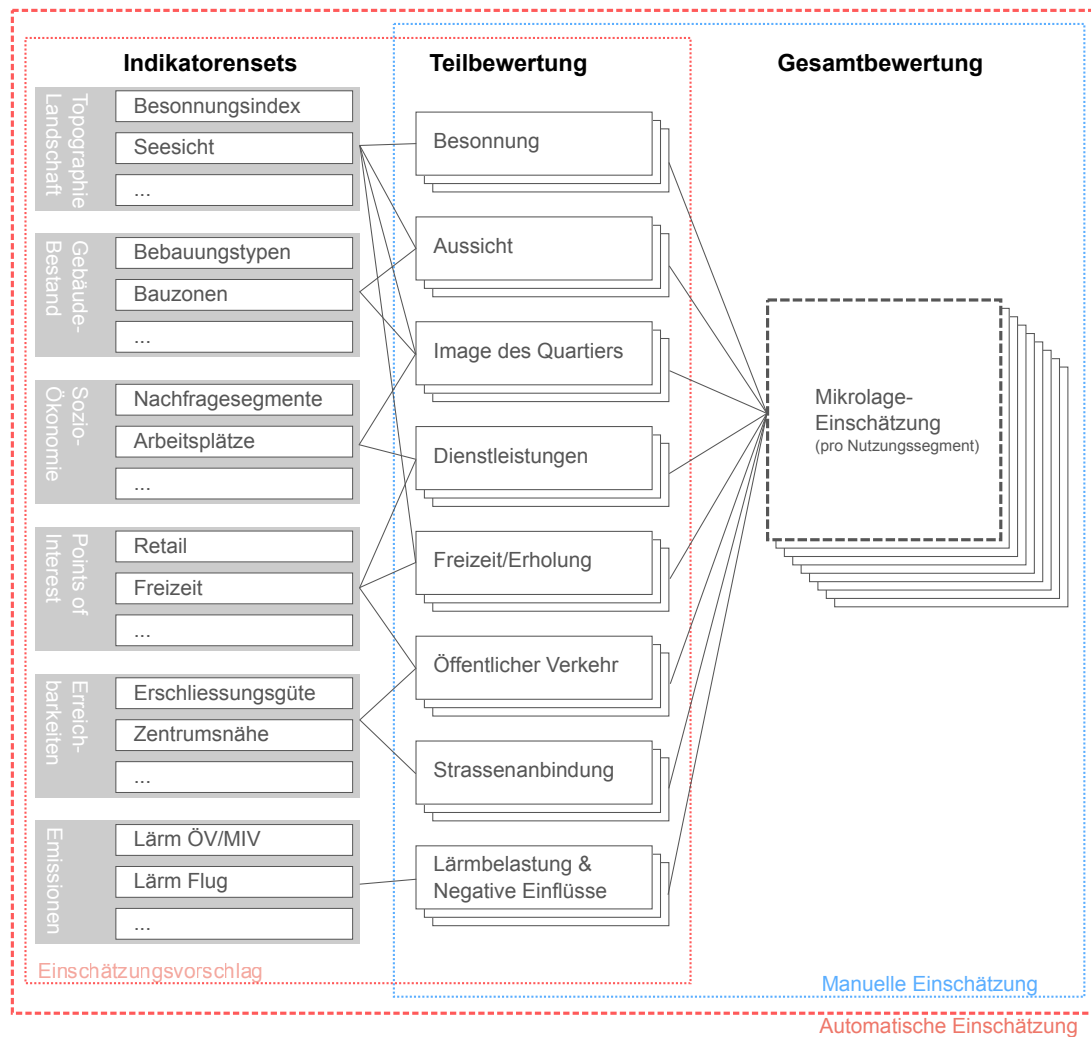 Indikatorensets
Teilbewertung
Gesamtbewertung
Topographie
Landschaft
Besonnungsindex
Seesicht
...
Gebäude-
Bestand
Bebauungstypen
Bauzonen
...
Sozio-
Ökonomie
Nachfragesegmente
Arbeitsplätze
...
Points of
Interest
Retail
Freizeit
...
Erreich-
barkeiten
Erschliessungsgüte
Zentrumsnähe
...
Emissionen
Lärm ÖV/MIV
Lärm Flug
...
Besonnung
Aussicht
Image des Quartiers
Dienstleistungen
Freizeit/Erholung
Öffentlicher Verkehr
Strassenanbindung
Lärmbelastung &
Negative Einflüsse
Mikrolage-
Einschätzung
(pro Nutzungssegment)
Einschätzungsvorschlag
Manuelle Einschätzung
Automatische Einschätzung